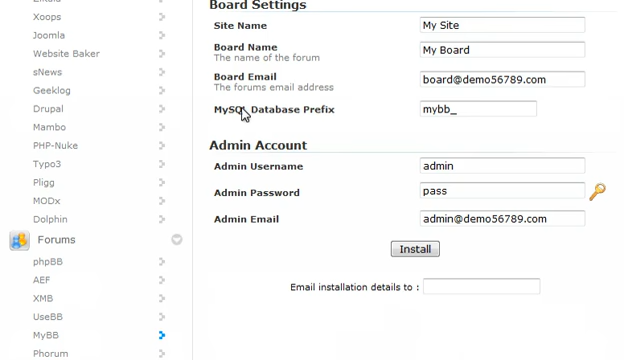 Xoops
Joomla
Website Baker
sNews
Geeklog
Drupal
Mambo
PHP-Nuke
Typo3
Pligg
MODx
Dolphin
Forums
phpBB
AEF
XMB
UseBB
MyBB
Phorum
Board Settings
Site Name My Site
Board Name My Board
The name of the forum
Board Email board@demo56789.com
The forums email address
MySQL Database Prefix mybb_
Admin Account
Admin Username admin
Admin Password pass
Admin Email admin@demo56789.com
Install
Email installation details to :